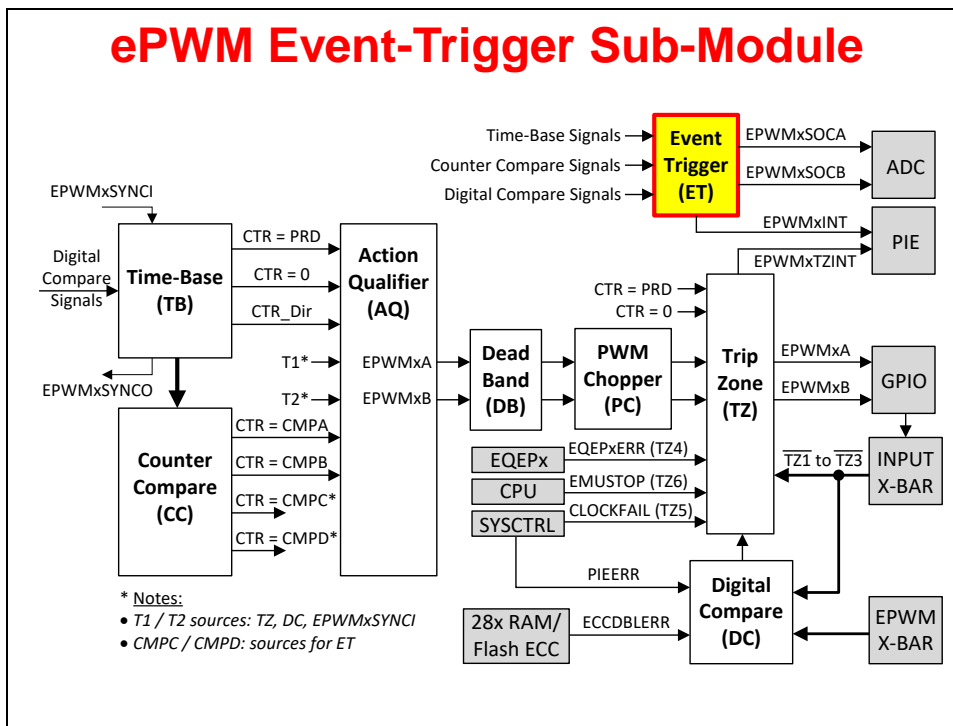 ePWM Event-Trigger Sub-Module
Time-Base Signals
Counter Compare Signals
Digital Compare Signals
Event
Trigger
(ET)
EPWMxSOCA
EPWMxSOCB
ADC
EPWMxINT
EPWMxTZINT
PIE
EPWMxSYNCI
Digital
Compare
Signals
Time-Base
(TB)
EPWMxSYNCO
CTR = PRD
CTR = 0
CTR_Dir
T1*
T2*
Action
Qualifier
(AQ)
EPWMxA
EPWMxB
Counter
Compare
(CC)
CTR = CMPA
CTR = CMPB
CTR = CMPC*
CTR = CMPD*
Dead
Band
(DB)
PWM
Chopper
(PC)
CTR = PRD
CTR = 0
Trip
Zone
(TZ)
EPWMxA
EPWMxB
GPIO
TZ1 to TZ3
INPUT
X-BAR
EQEPx
EQEPxERR (TZ4)
CPU
EMUSTOP (TZ6)
SYSCTRL
CLOCKFAIL (TZ5)
PIEERR
28x RAM/
Flash ECC
ECCDBLERR
Digital
Compare
(DC)
EPWM
X-BAR
* Notes:
• T1 / T2 sources: TZ, DC, EPWMxSYNCI
• CMPC / CMPD: sources for ET